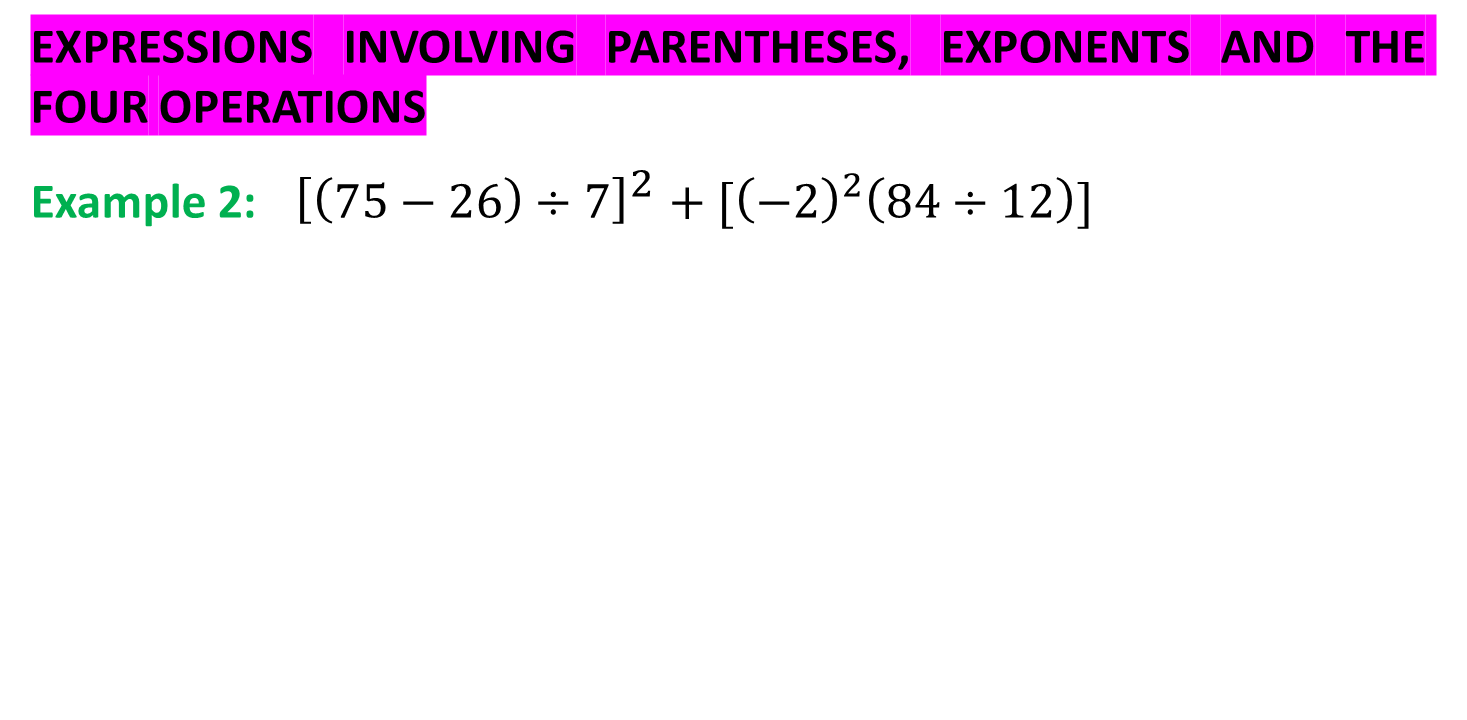 EXPRESSIONS INVOLVING PARENTHESES, EXPONENTS AND THE
FOUR OPERATIONS
Example 2: [(75 − 26) ÷ 7]² + [(−2)²(84 ÷ 12)]